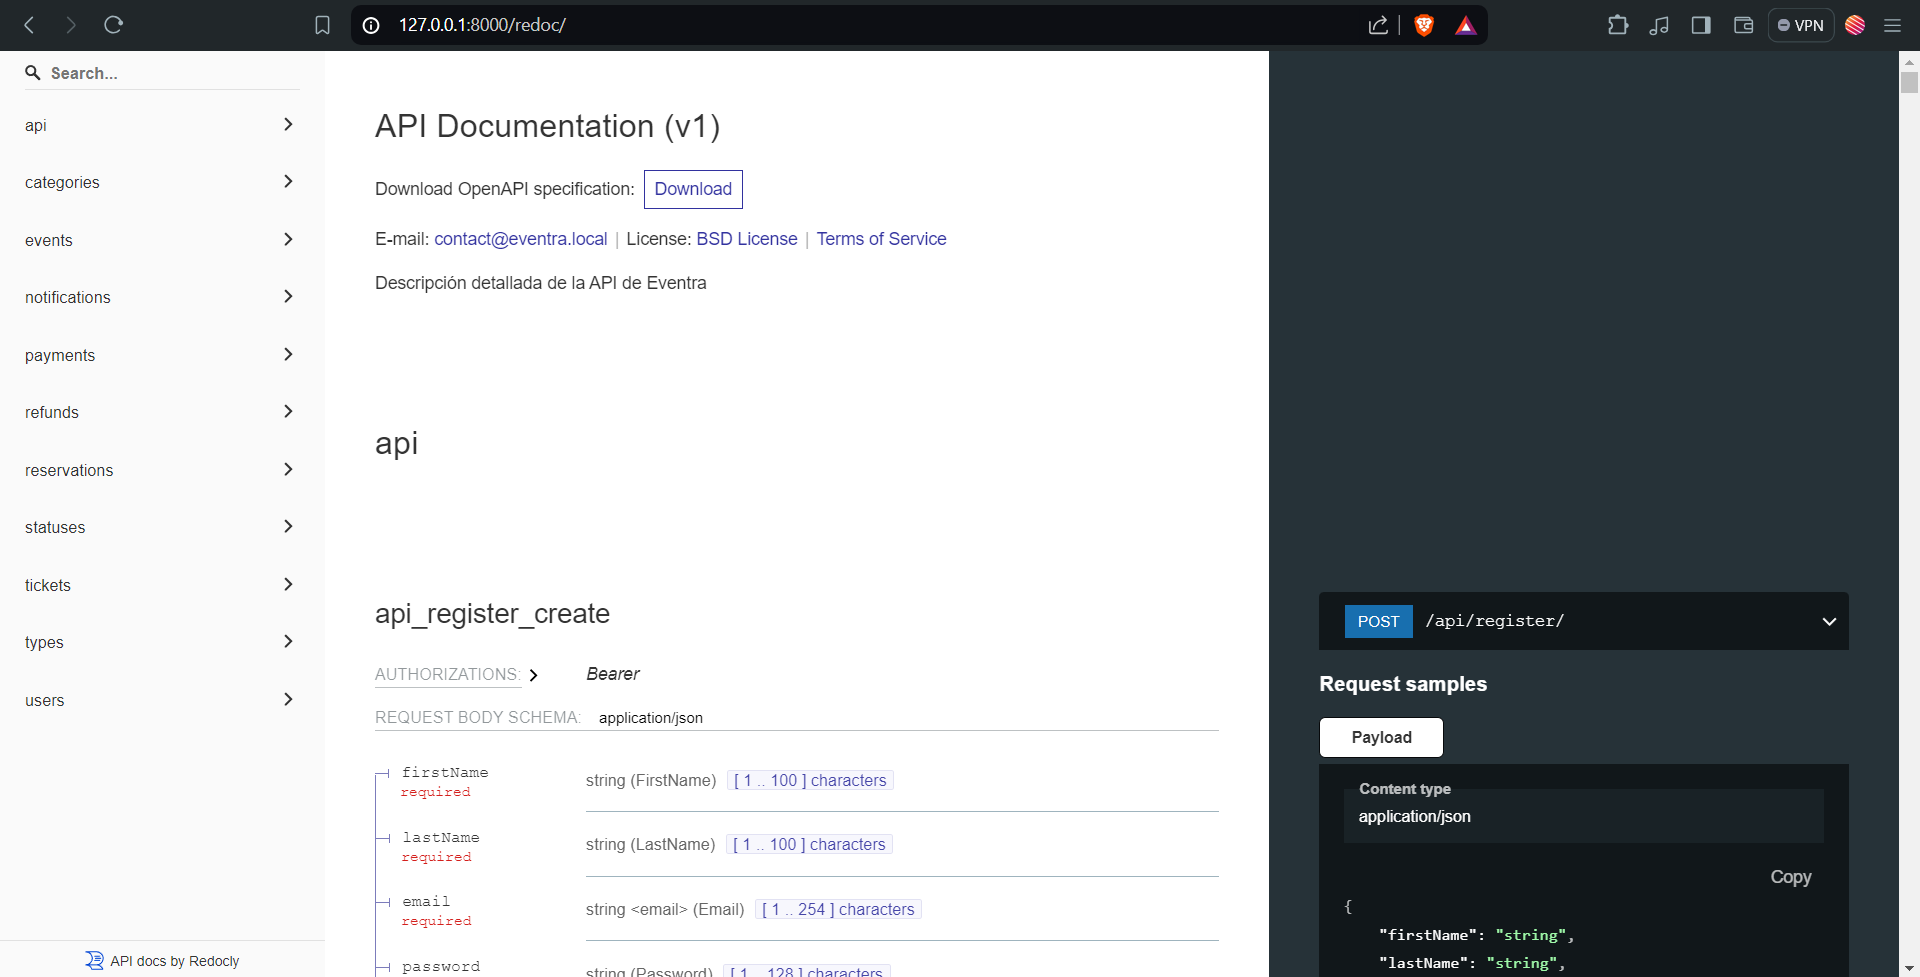 127.0.0.1:8000/redoc/
VPN
Search...
api
categories
events
notifications
payments
refunds
reservations
statuses
tickets
types
users
API docs by Redocly
API Documentation (v1)
Download OpenAPI specification: Download
E-mail: contact@eventra.local | License: BSD License | Terms of Service
Descripción detallada de la API de Eventra
api
api_register_create
AUTHORIZATIONS: Bearer
REQUEST BODY SCHEMA: application/json
firstName string (FirstName) [ 1 .. 100 ] characters
required
lastName string (LastName) [ 1 .. 100 ] characters
required
email string <email> (Email) [ 1 .. 254 ] characters
required
password string (Password) [ 1 .. 128 ] characters
POST /api/register/
Request samples
Payload
Content type
application/json
Copy
{
"firstName": "string",
"lastName": "string",